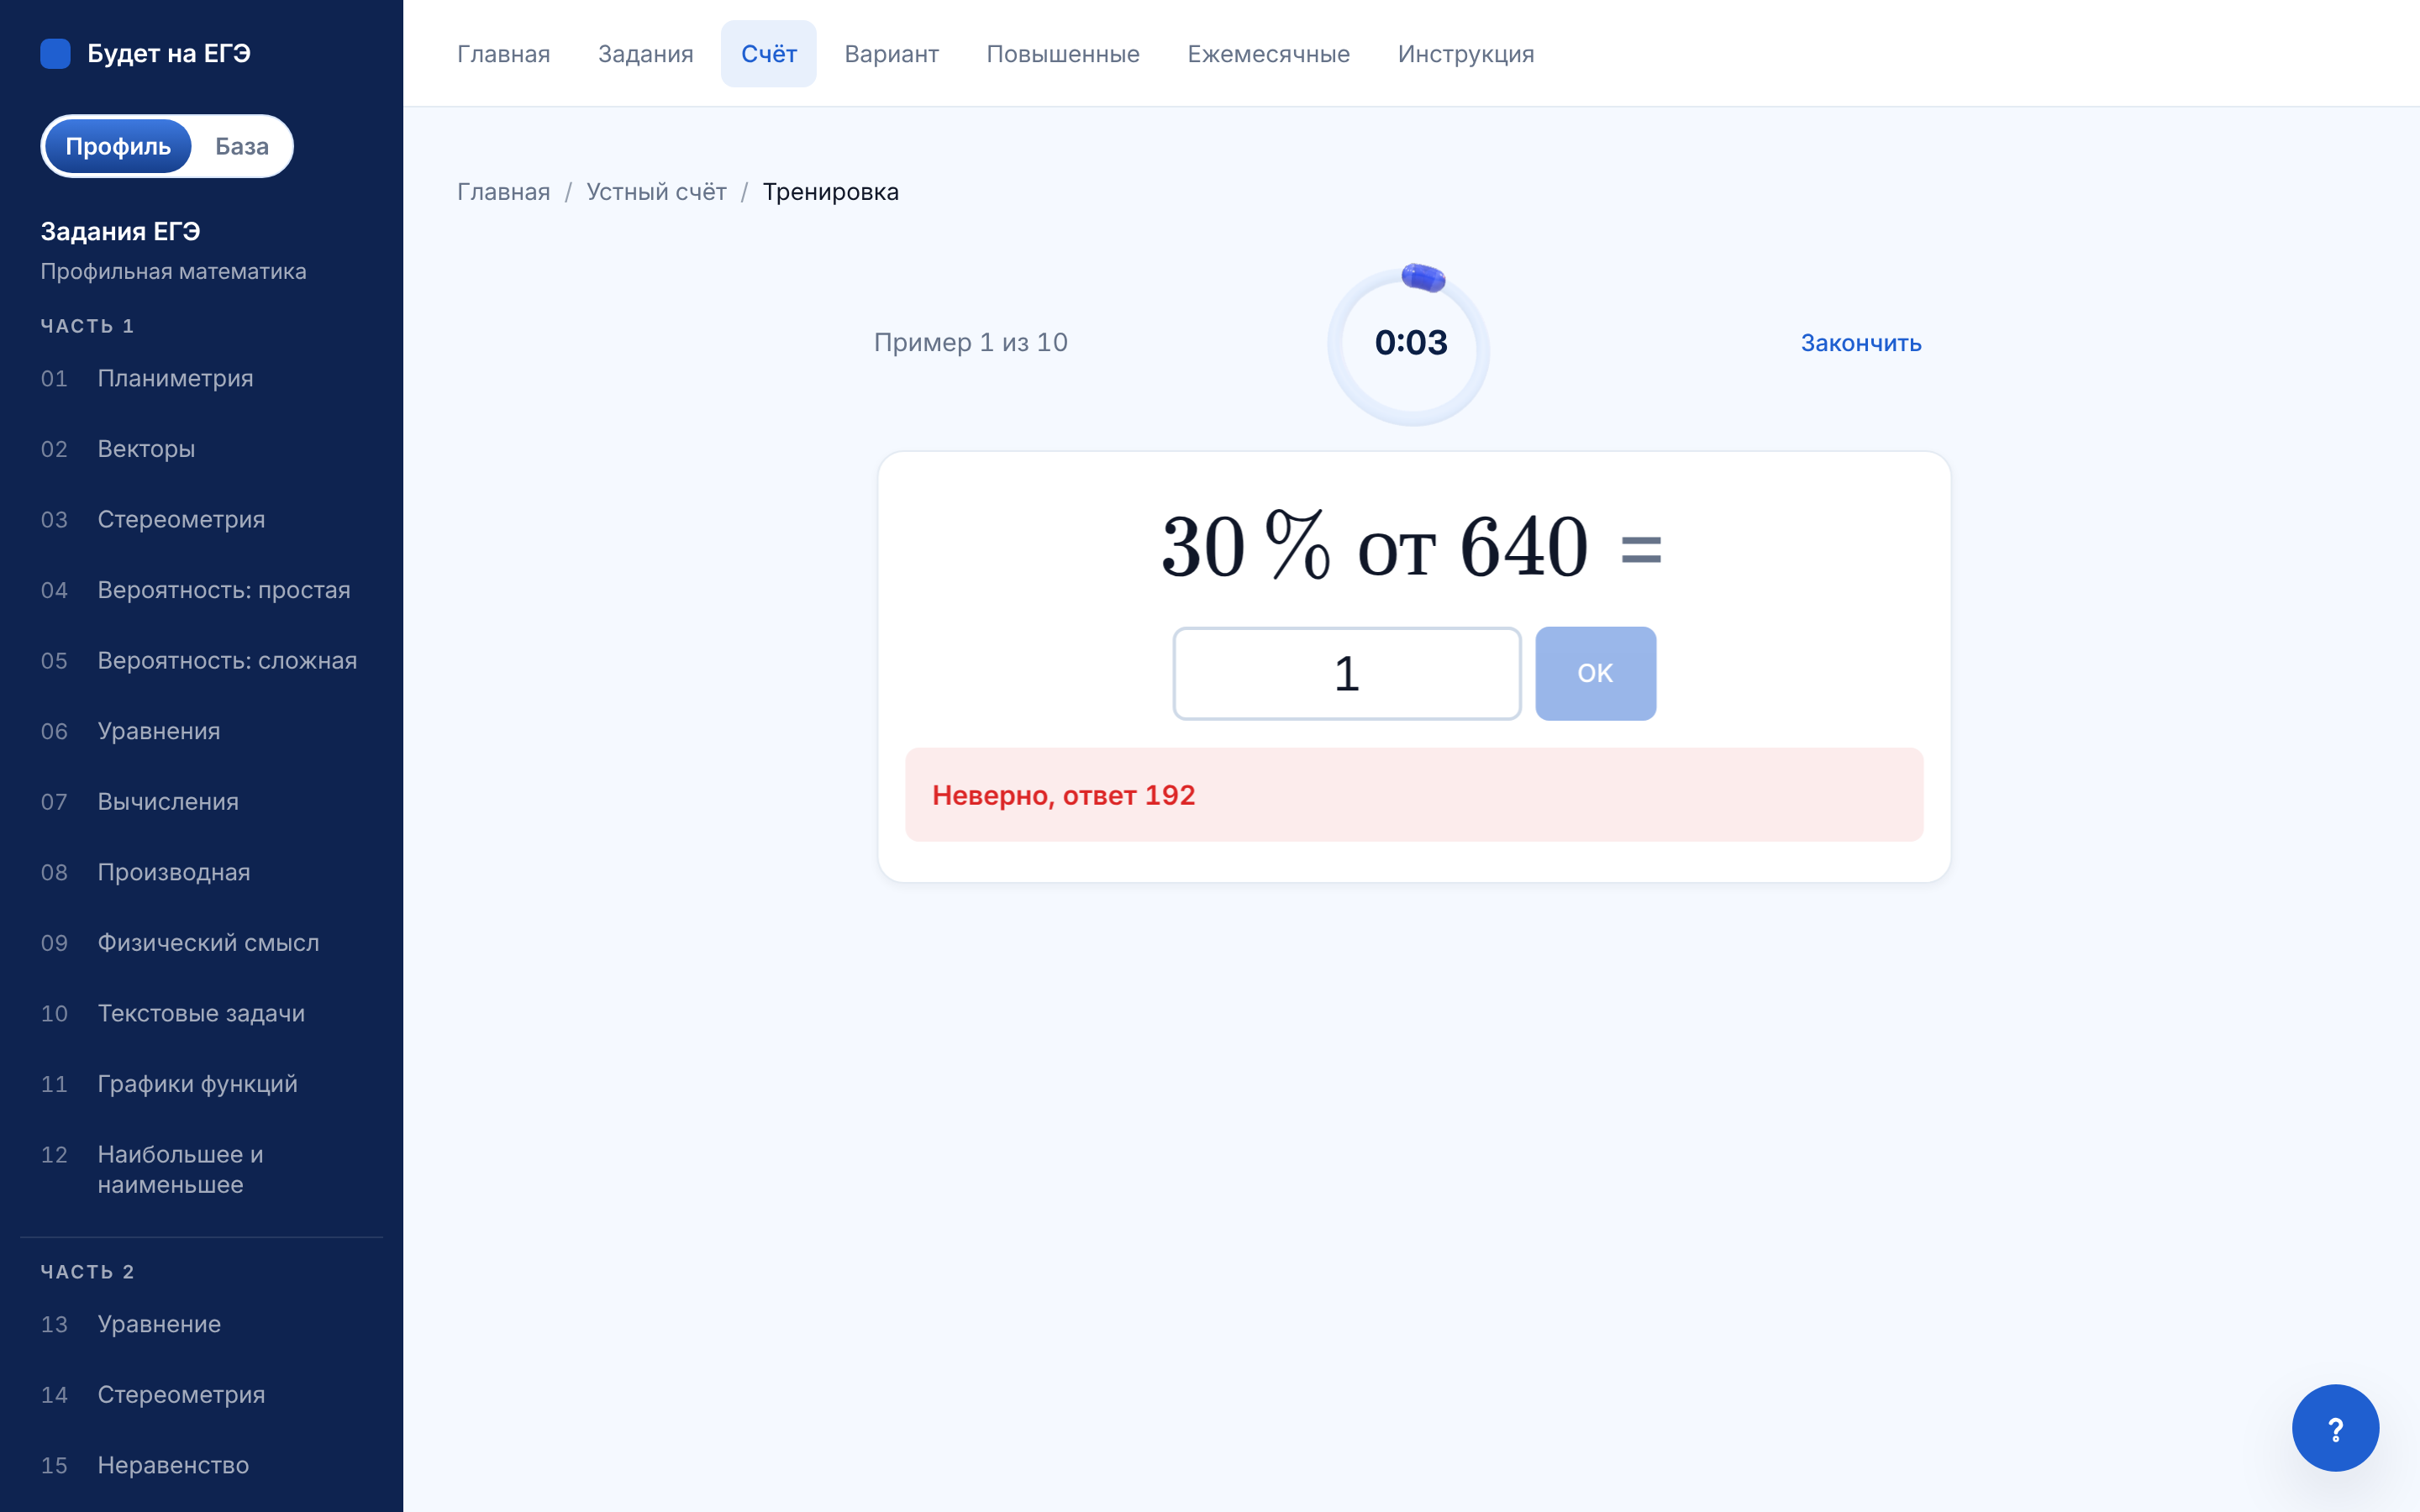 Будет на ЕГЭ
Профиль База
Задания ЕГЭ
Профильная математика
ЧАСТЬ 1
01 Планиметрия
02 Векторы
03 Стереометрия
04 Вероятность: простая
05 Вероятность: сложная
06 Уравнения
07 Вычисления
08 Производная
09 Физический смысл
10 Текстовые задачи
11 Графики функций
12 Наибольшее и
наименьшее
ЧАСТЬ 2
13 Уравнение
14 Стереометрия
15 Неравенство
Главная Задания Счёт Вариант Повышенные Ежемесячные Инструкция
Главная / Устный счёт / Тренировка
Пример 1 из 10 0:03 Закончить
30 % от 640 =
1 ОК
Неверно, ответ 192
?